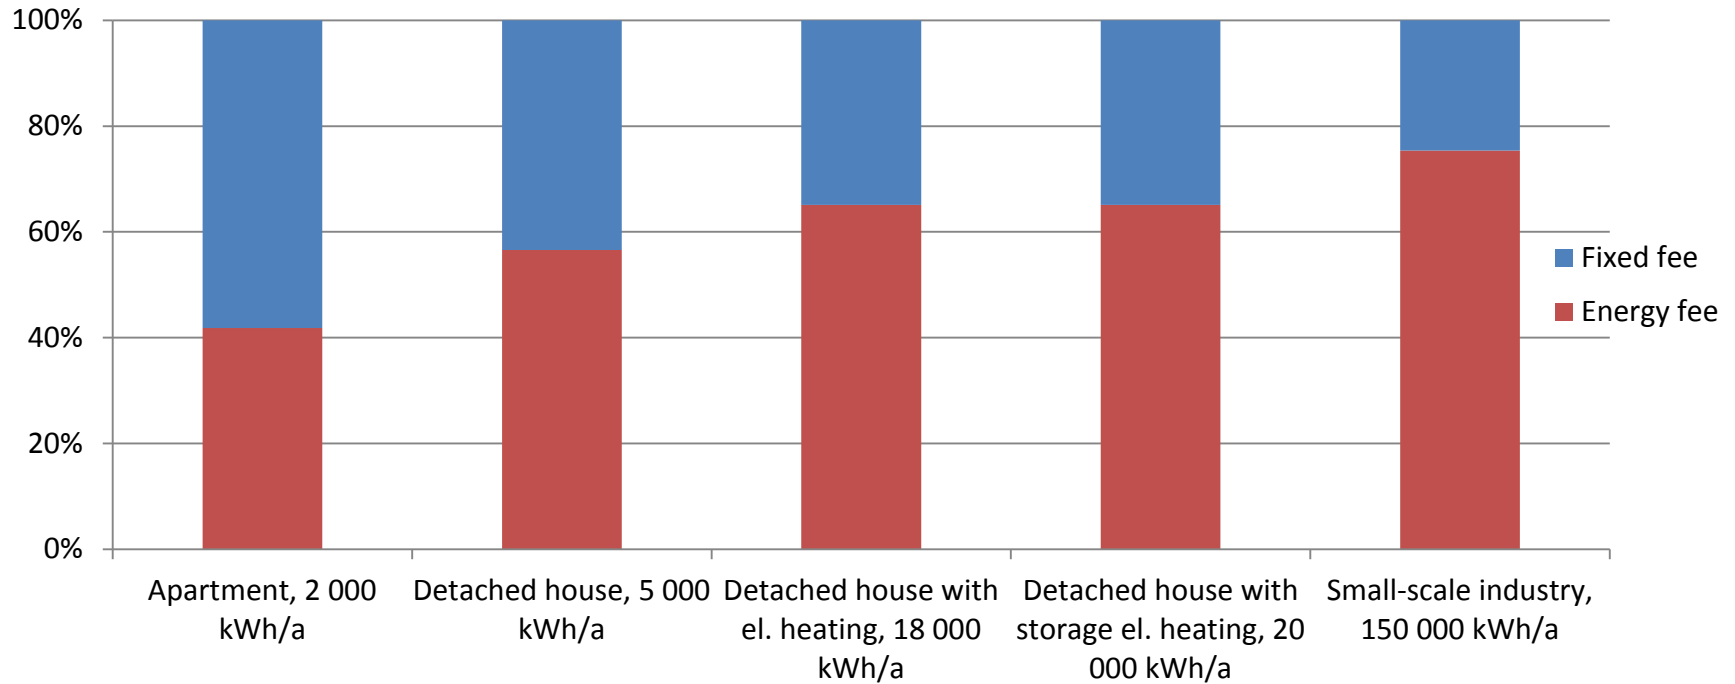 100%
80%
60%
40%
20%
0%
Fixed fee
Energy fee
Apartment, 2 000
kWh/a
Detached house, 5 000
kWh/a
Detached house with
el. heating, 18 000
kWh/a
Detached house with
storage el. heating, 20
000 kWh/a
Small-scale industry,
150 000 kWh/a